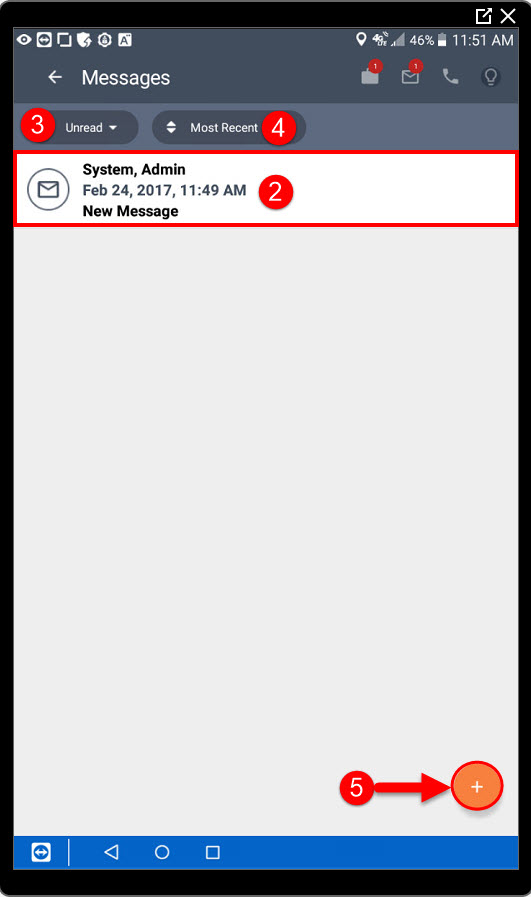 46% 11:51 AM
Messages
1
1
3 Unread
Most Recent 4
System, Admin
Feb 24, 2017, 11:49 AM 2
New Message
5 +